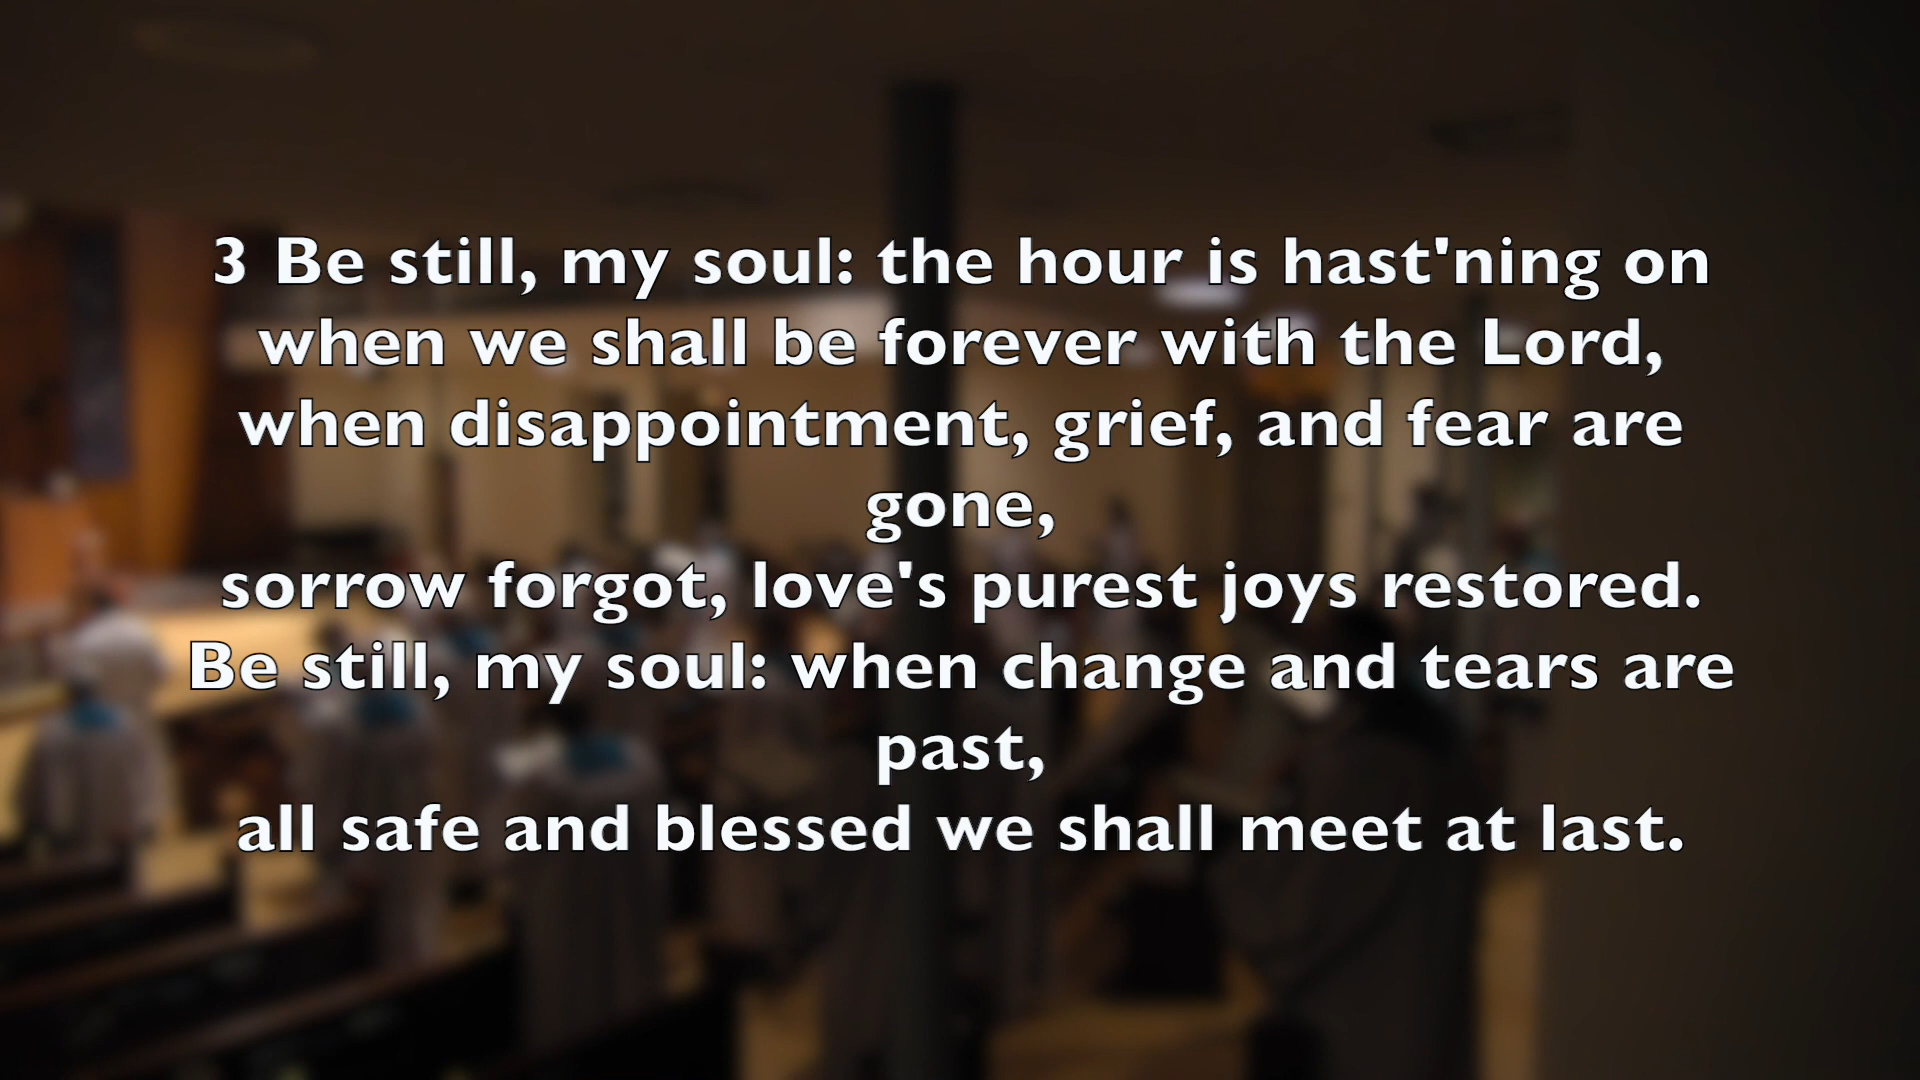 3 Be still, my soul: the hour is hast'ning on
when we shall be forever with the Lord,
when disappointment, grief, and fear are
gone,
sorrow forgot, love's purest joys restored.
Be still, my soul: when change and tears are
past,
all safe and blessed we shall meet at last.